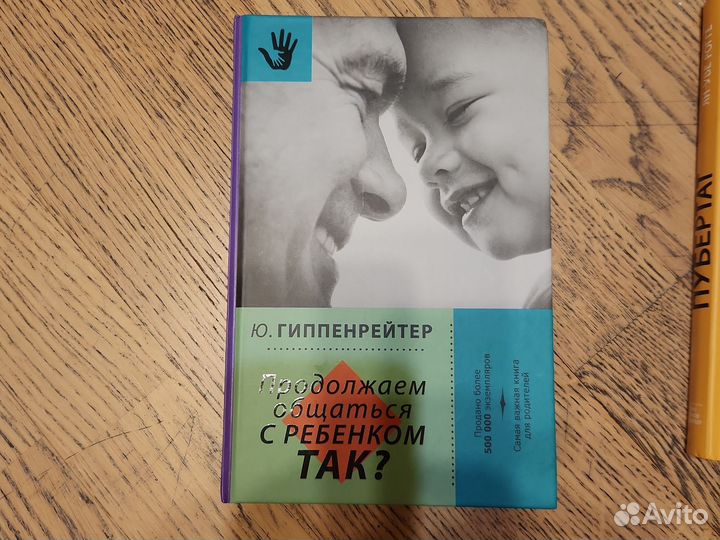 Ю. ГИППЕНРЕЙТЕР
Продолжаем
общаться
С РЕБЕНКОМ
ТАК?
Продано более
500 000 экземпляров
Самая важная книга
для родителей
ПУБЕРТАТ
Avito